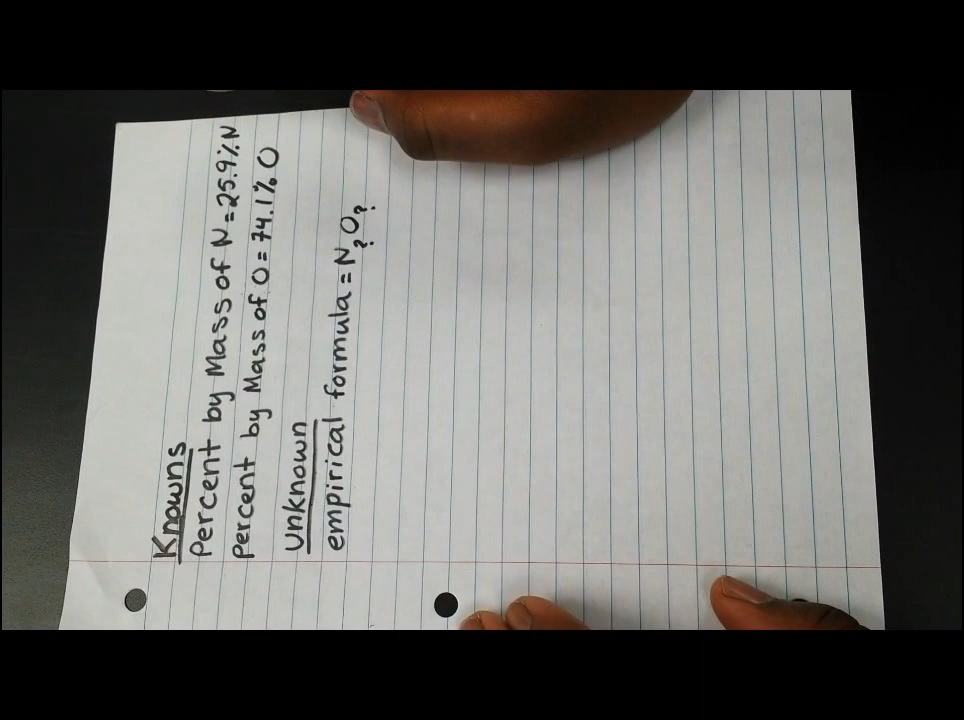 Knowns
Percent by Mass of N = 25.9% N
Percent by Mass of O = 74.1% O
Unknown
empirical formula = N?O?